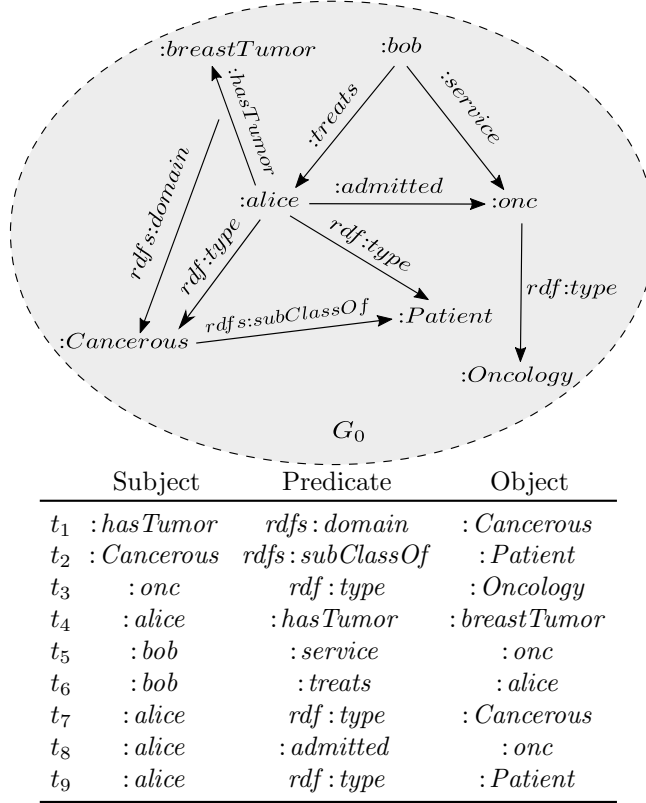 :breastTumor
:bob
:hasTumor
:treats
:service
rdfs:domain
:alice
:admitted
:onc
rdf:type
rdf:type
rdf:type
:Cancerous
rdfs:subClassOf
:Patient
:Oncology
G0
Subject Predicate Object
t1 :hasTumor rdfs:domain :Cancerous
t2 :Cancerous rdfs:subClassOf :Patient
t3 :onc rdf:type :Oncology
t4 :alice :hasTumor :breastTumor
t5 :bob :service :onc
t6 :bob :treats :alice
t7 :alice rdf:type :Cancerous
t8 :alice :admitted :onc
t9 :alice rdf:type :Patient